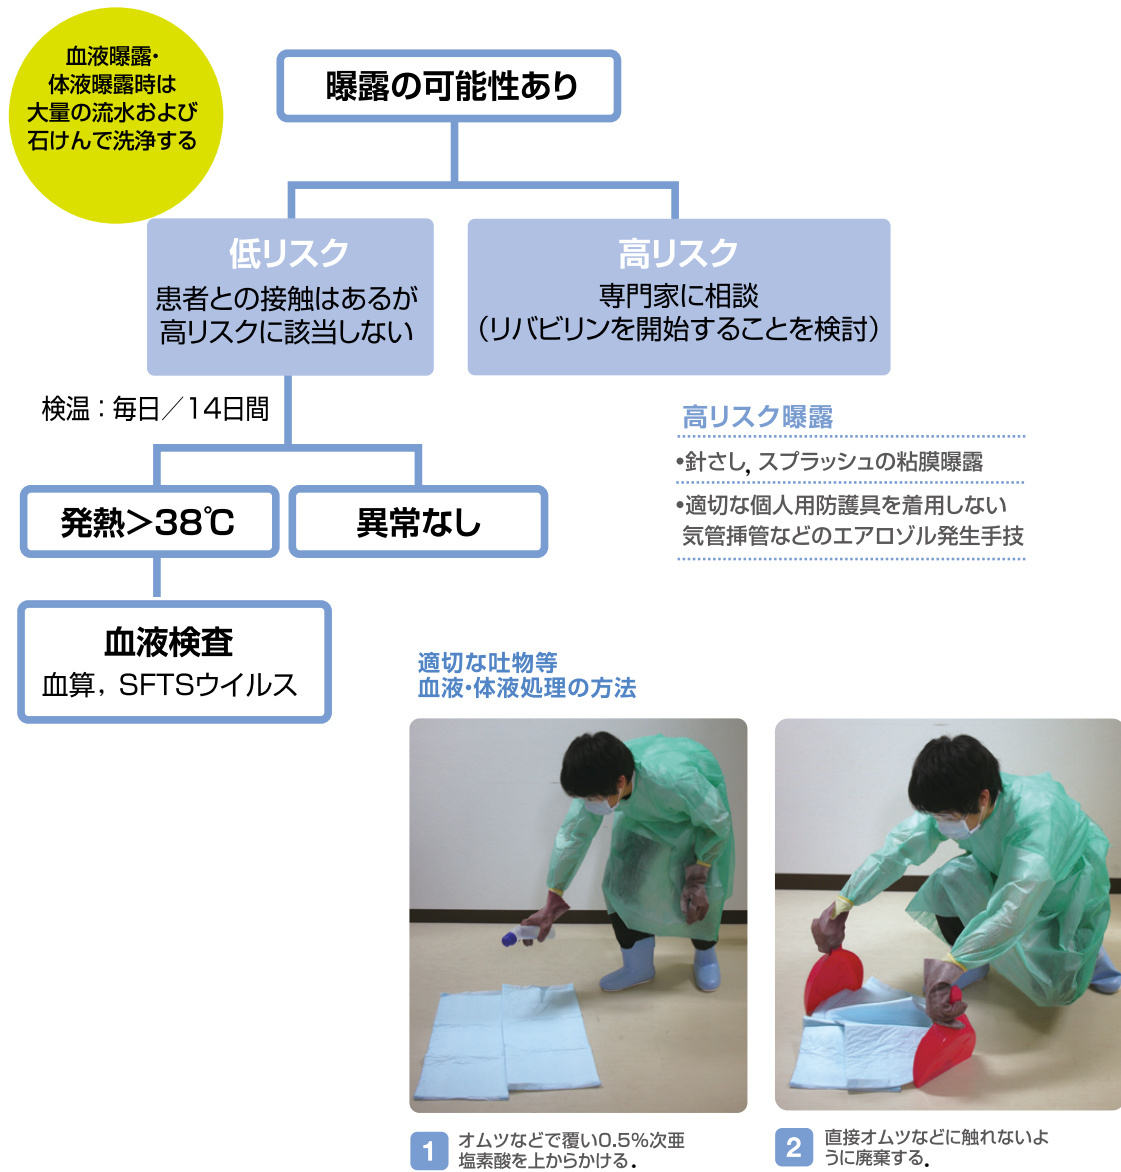 血液曝露・
体液曝露時は
大量の流水および
石けんで洗浄する
曝露の可能性あり
低リスク
患者との接触はあるが
高リスクに該当しない
高リスク
専門家に相談
（リバビリンを開始することを検討）
検温：毎日／14日間
発熱＞38℃
異常なし
血液検査
血算，SFTSウイルス
高リスク曝露
•針さし，スプラッシュの粘膜曝露
•適切な個人用防護具を着用しない
気管挿管などのエアロゾル発生手技
適切な吐物等
血液・体液処理の方法
1 オムツなどで覆い0.5%次亜
塩素酸を上からかける．
2 直接オムツなどに触れないよ
うに廃棄する．